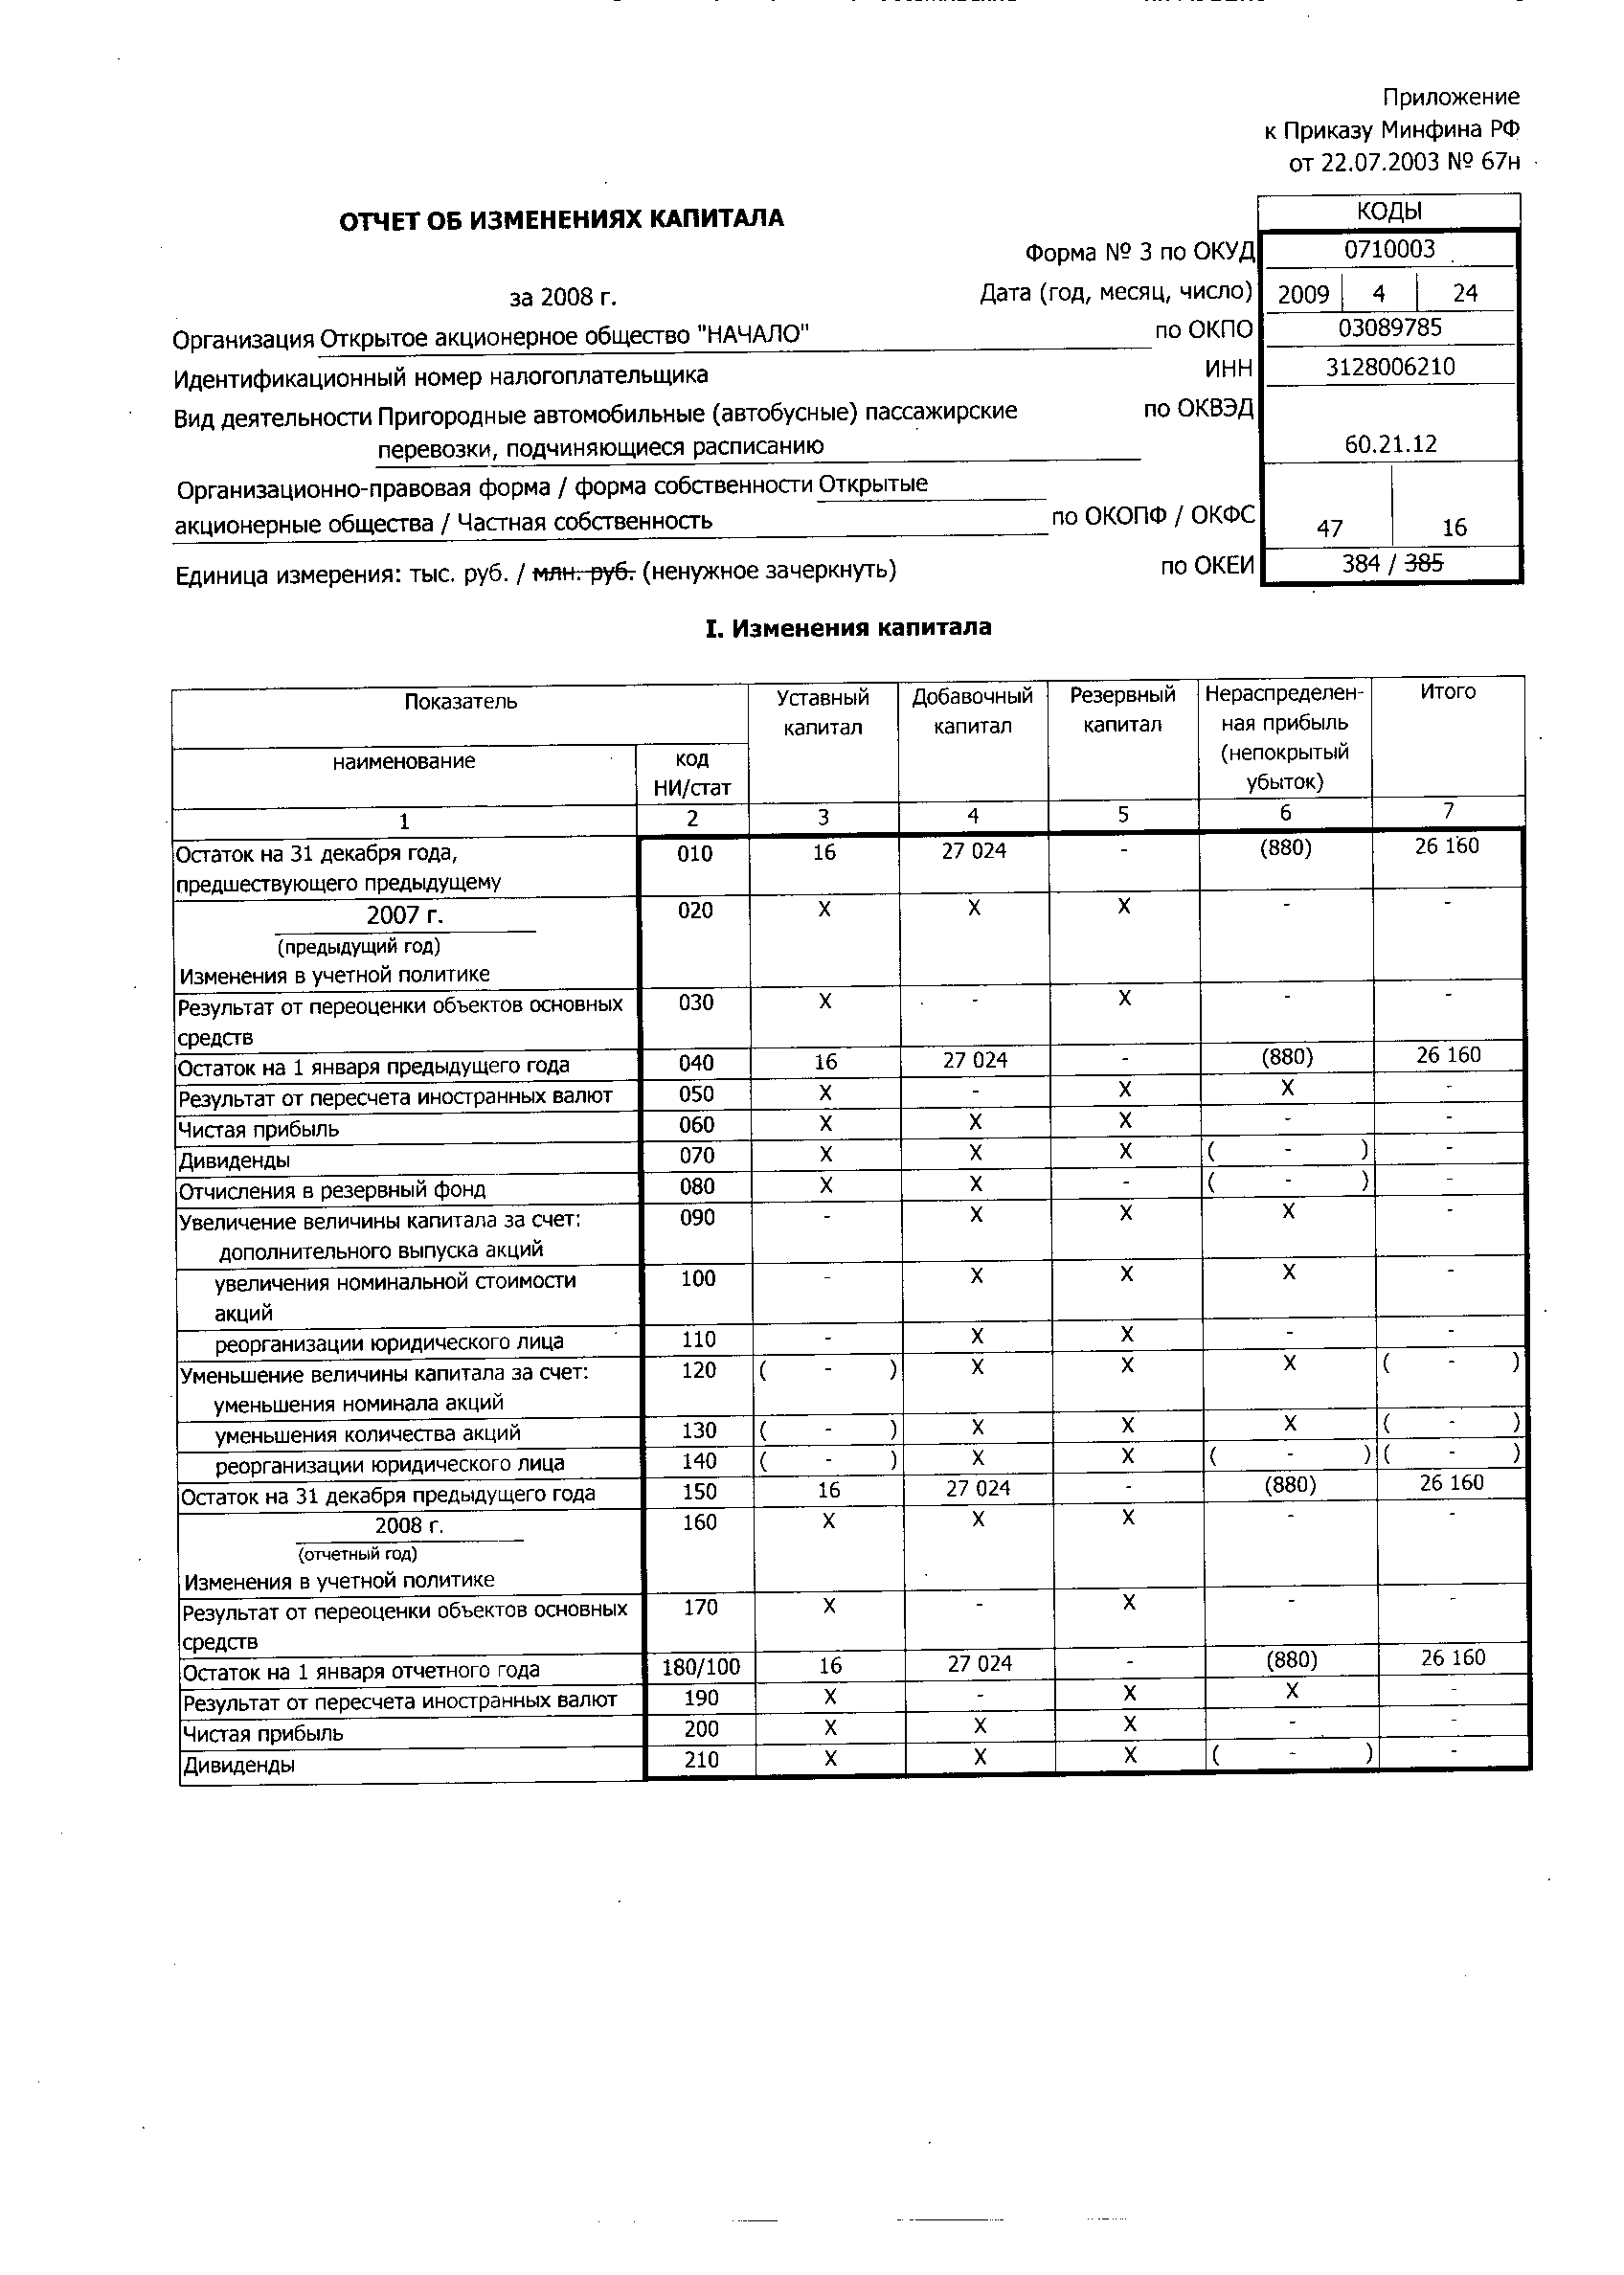 Приложение
к Приказу Минфина РФ
от 22.07.2003 № 67н
ОТЧЕТ ОБ ИЗМЕНЕНИЯХ КАПИТАЛА
КОДЫ
Форма № 3 по ОКУД 0710003
за 2008 г. Дата (год, месяц, число) 2009 4 24
Организация Открытое акционерное общество "НАЧАЛО" по ОКПО 03089785
Идентификационный номер налогоплательщика ИНН 3128006210
Вид деятельности Пригородные автомобильные (автобусные) пассажирские по ОКВЭД
перевозки, подчиняющиеся расписанию 60.21.12
Организационно-правовая форма / форма собственности Открытые
акционерные общества / Частная собственность по ОКОПФ / ОКФС 47 16
Единица измерения: тыс. руб. / млн. руб. (ненужное зачеркнуть) по ОКЕИ 384 / 385
I. Изменения капитала
Показатель Уставный Добавочный Резервный Нераспределен- Итого
капитал капитал капитал ная прибыль
наименование код (непокрытый
НИ/стат убыток)
1 2 3 4 5 6 7
Остаток на 31 декабря года, 010 16 27 024 - (880) 26 160
предшествующего предыдущему
2007 г. 020 X X X - -
(предыдущий год)
Изменения в учетной политике
Результат от переоценки объектов основных 030 X - X - -
средств
Остаток на 1 января предыдущего года 040 16 27 024 - (880) 26 160
Результат от пересчета иностранных валют 050 X - X X -
Чистая прибыль 060 X X X - -
Дивиденды 070 X X X ( - ) -
Отчисления в резервный фонд 080 X X - ( - ) -
Увеличение величины капитала за счет: 090 - X X X -
дополнительного выпуска акций
увеличения номинальной стоимости 100 - X X X -
акций
реорганизации юридического лица 110 - X X - -
Уменьшение величины капитала за счет: 120 ( - ) X X X ( - )
уменьшения номинала акций
уменьшения количества акций 130 ( - ) X X X ( - )
реорганизации юридического лица 140 ( - ) X X ( - ) ( - )
Остаток на 31 декабря предыдущего года 150 16 27 024 - (880) 26 160
2008 г. 160 X X X - -
(отчетный год)
Изменения в учетной политике
Результат от переоценки объектов основных 170 X - X - -
средств
Остаток на 1 января отчетного года 180/100 16 27 024 - (880) 26 160
Результат от пересчета иностранных валют 190 X - X X -
Чистая прибыль 200 X X X - -
Дивиденды 210 X X X ( - ) -